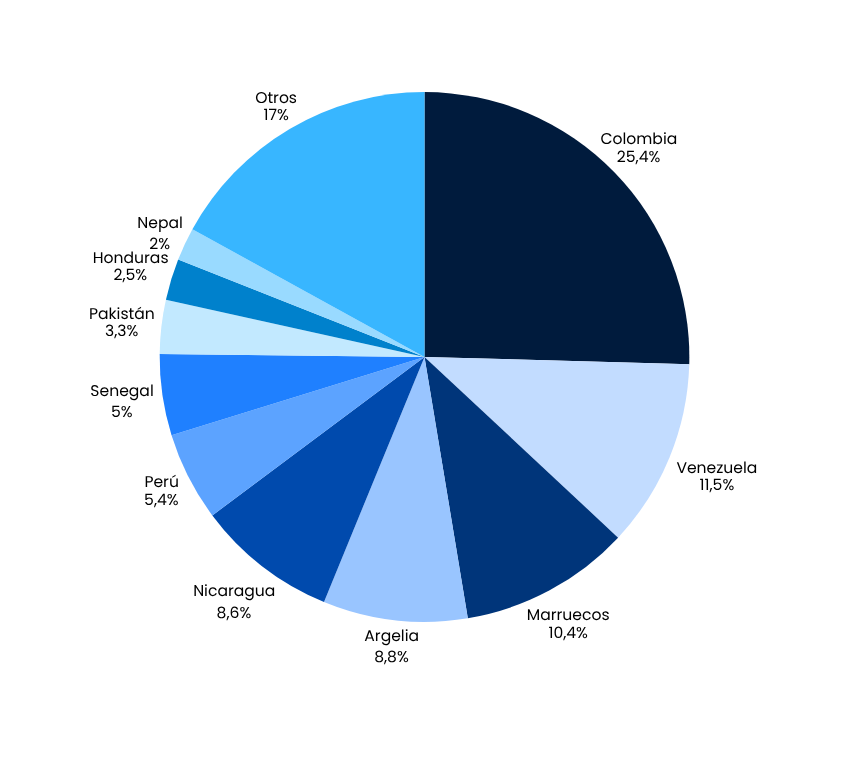 Otros
17%
Colombia
25,4%
Nepal
2%
Honduras
2,5%
Pakistán
3,3%
Senegal
5%
Venezuela
11,5%
Perú
5,4%
Nicaragua
8,6%
Marruecos
10,4%
Argelia
8,8%